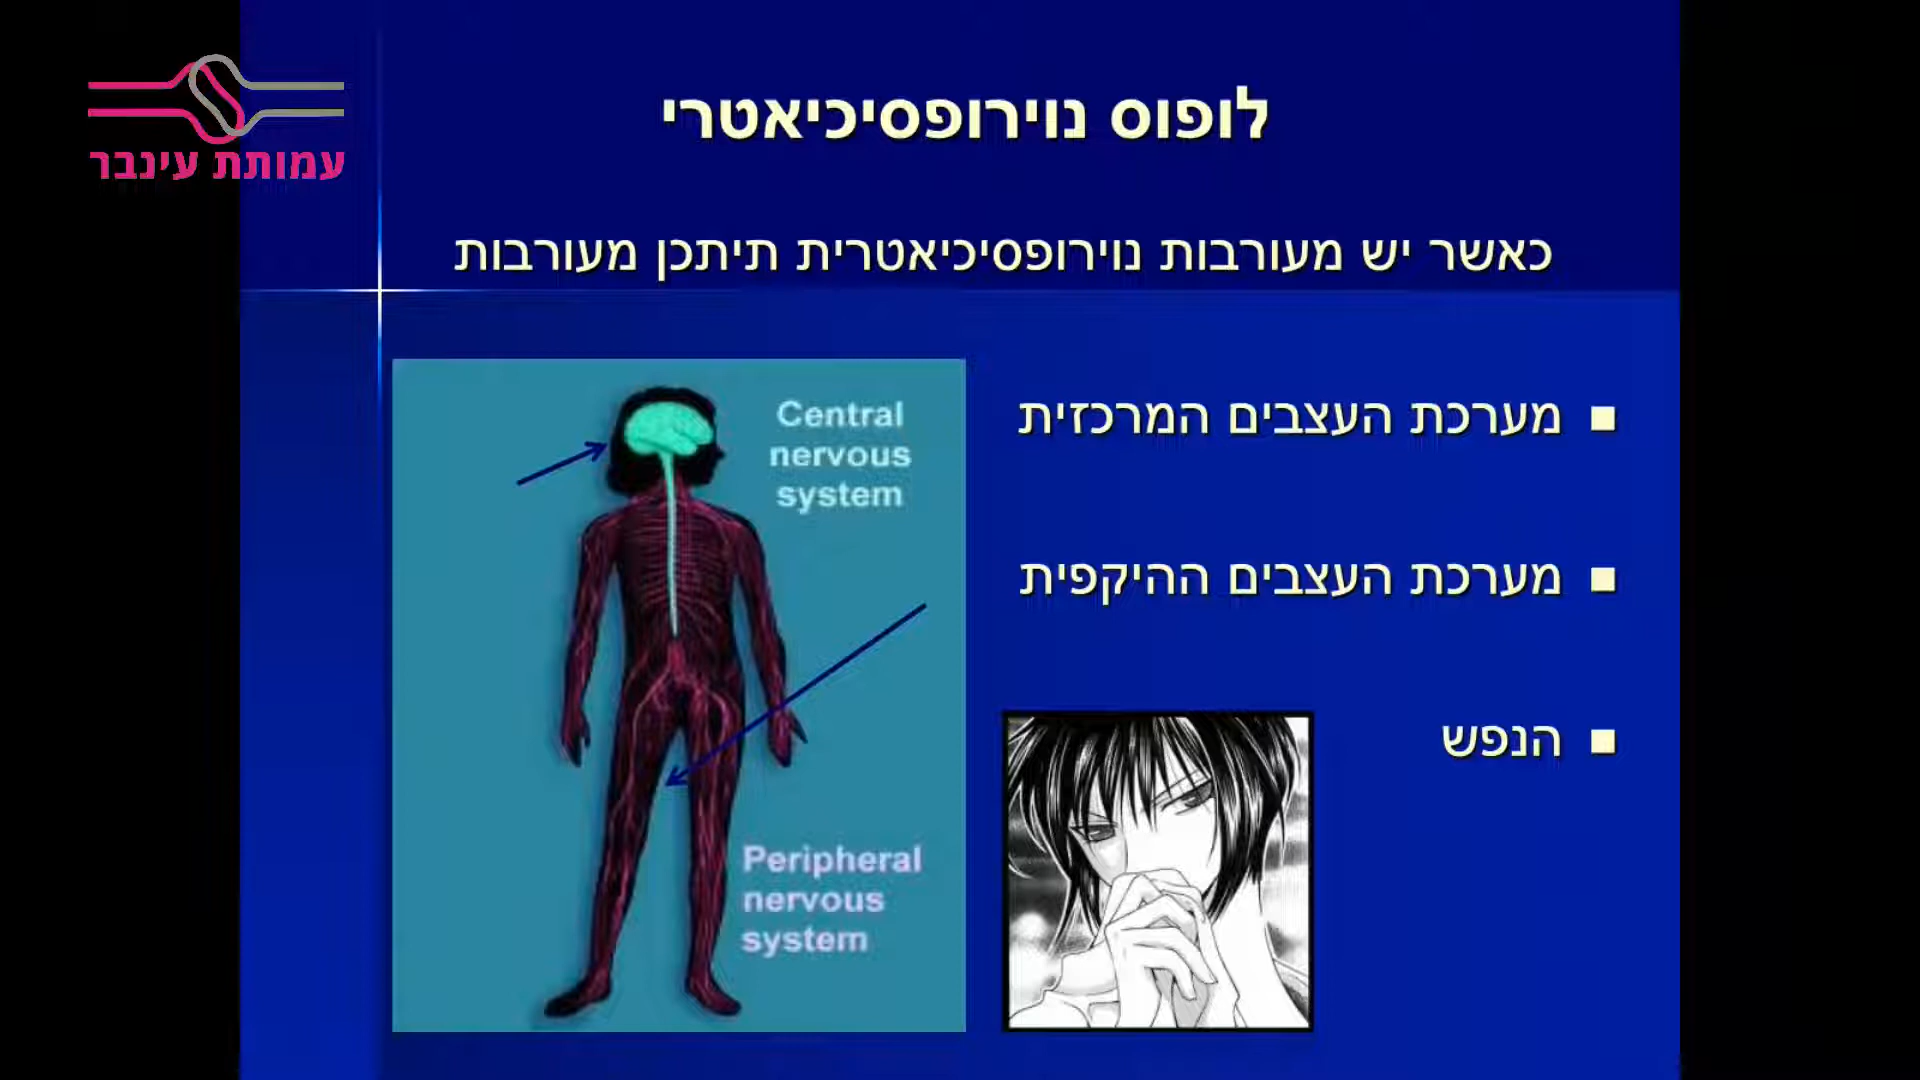 עמותת עינבר
לופוס נוירופסיכיאטרי
כאשר יש מעורבות נוירופסיכיאטרית תיתכן מעורבות
מערכת העצבים המרכזית
מערכת העצבים ההיקפית
הנפש
Central
nervous
system
Peripheral
nervous
system